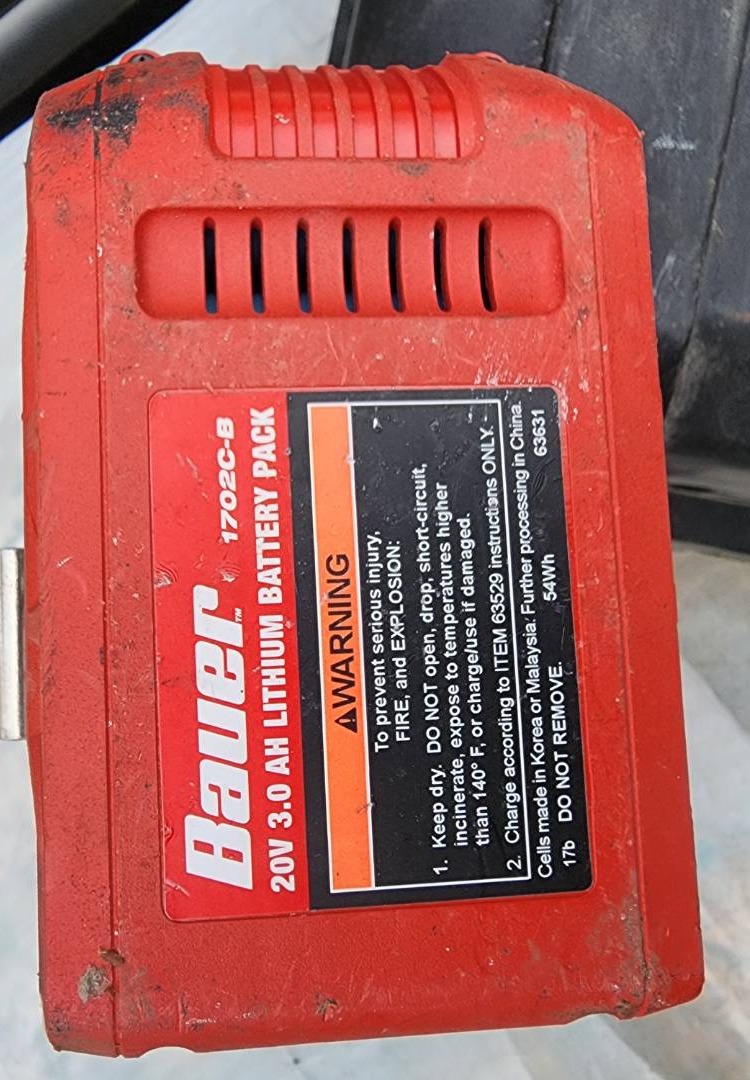 Bauer™ 1702C-B
20V 3.0 AH LITHIUM BATTERY PACK
⚠WARNING
To prevent serious injury,
FIRE, and EXPLOSION:
1. Keep dry. DO NOT open, drop, short-circuit,
incinerate, expose to temperatures higher
than 140° F, or charge/use if damaged.
2. Charge according to ITEM 63529 instructions ONLY.
Cells made in Korea or Malaysia. Further processing in China.
17b DO NOT REMOVE. 54Wh 63631